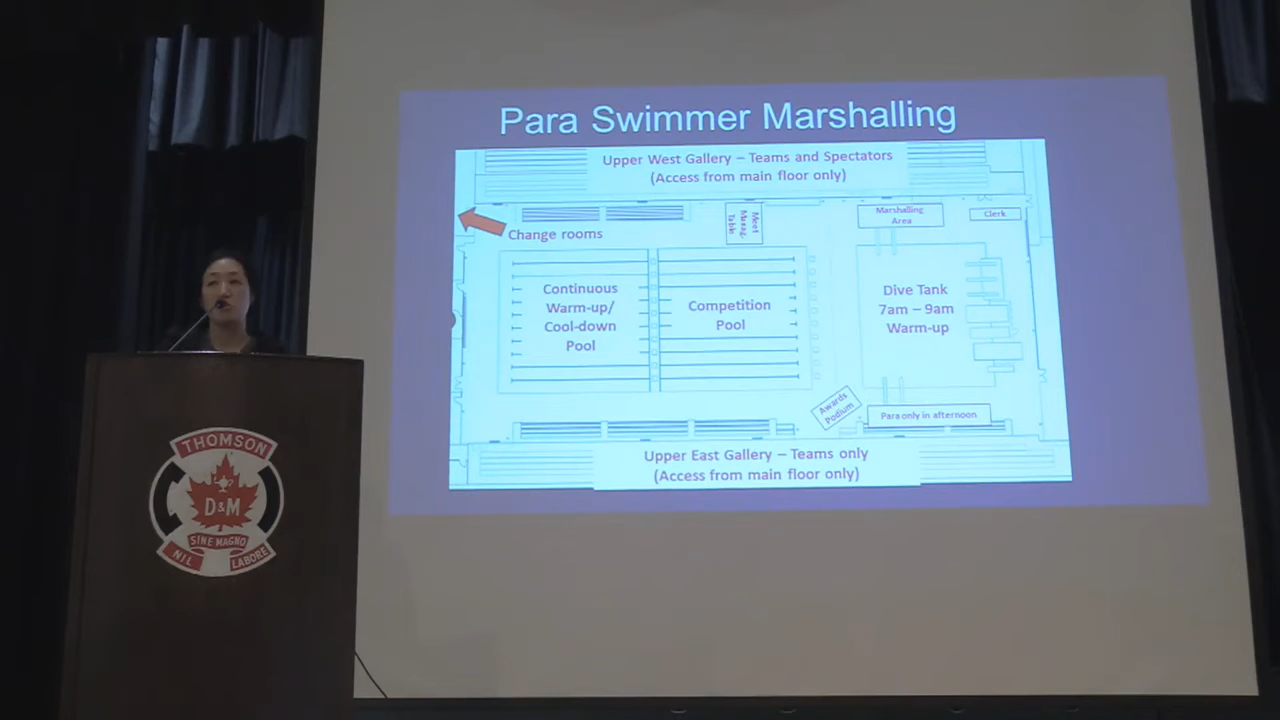 Para Swimmer Marshalling
Upper West Gallery – Teams and Spectators
(Access from main floor only)
Change rooms
Meet
Manag.
Table
Marshalling
Area
Clerk
Continuous
Warm-up/
Cool-down
Pool
Competition
Pool
Dive Tank
7am – 9am
Warm-up
Awards
Podium
Para only in afternoon
Upper East Gallery – Teams only
(Access from main floor only)
THOMSON
D&M
SINE MAGNO
NIL
LABORE